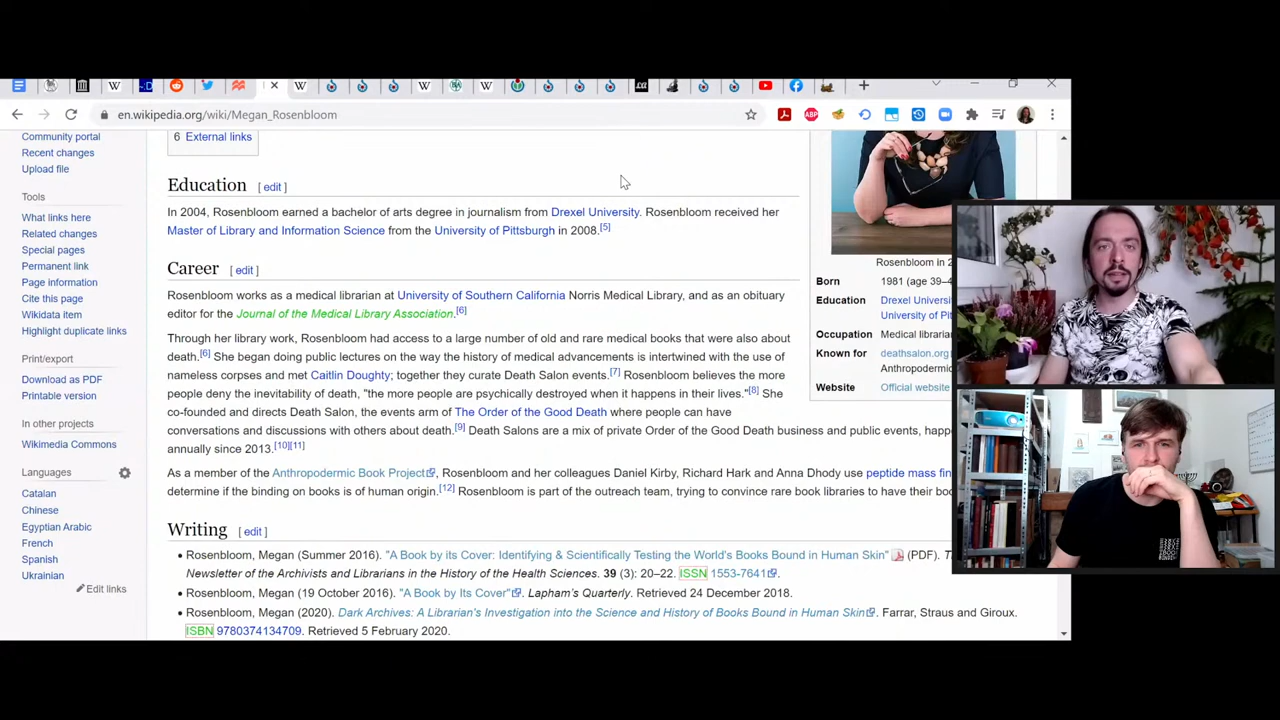 en.wikipedia.org/wiki/Megan_Rosenbloom
Community portal
Recent changes
Upload file
Tools
What links here
Related changes
Special pages
Permanent link
Page information
Cite this page
Wikidata item
Highlight duplicate links
Print/export
Download as PDF
Printable version
In other projects
Wikimedia Commons
Languages
Catalan
Chinese
Egyptian Arabic
French
Spanish
Ukrainian
Edit links
6 External links
Education [ edit ]
In 2004, Rosenbloom earned a bachelor of arts degree in journalism from Drexel University. Rosenbloom received her
Master of Library and Information Science from the University of Pittsburgh in 2008.[5]
Career [ edit ]
Rosenbloom works as a medical librarian at University of Southern California Norris Medical Library, and as an obituary
editor for the Journal of the Medical Library Association.[6]
Through her library work, Rosenbloom had access to a large number of old and rare medical books that were also about
death.[6] She began doing public lectures on the way the history of medical advancements is intertwined with the use of
nameless corpses and met Caitlin Doughty; together they curate Death Salon events.[7] Rosenbloom believes the more
people deny the inevitability of death, "the more people are psychically destroyed when it happens in their lives."[8] She
co-founded and directs Death Salon, the events arm of The Order of the Good Death where people can have
conversations and discussions with others about death.[9] Death Salons are a mix of private Order of the Good Death business and public events, happe
annually since 2013.[10][11]
As a member of the Anthropodermic Book Project, Rosenbloom and her colleagues Daniel Kirby, Richard Hark and Anna Dhody use peptide mass fin
determine if the binding on books is of human origin.[12] Rosenbloom is part of the outreach team, trying to convince rare book libraries to have their boo
Writing [ edit ]
Rosenbloom, Megan (Summer 2016). "A Book by its Cover: Identifying & Scientifically Testing the World's Books Bound in Human Skin" (PDF). T
Newsletter of the Archivists and Librarians in the History of the Health Sciences. 39 (3): 20–22. ISSN 1553-7641.
Rosenbloom, Megan (19 October 2016). "A Book by Its Cover". Lapham's Quarterly. Retrieved 24 December 2018.
Rosenbloom, Megan (2020). Dark Archives: A Librarian's Investigation into the Science and History of Books Bound in Human Skin. Farrar, Straus and Giroux.
ISBN 9780374134709. Retrieved 5 February 2020.
Rosenbloom in 2
Born 1981 (age 39–4
Education Drexel Universi
University of Pit
Occupation Medical libraria
Known for deathsalon.org
Anthropodermic
Website Official website